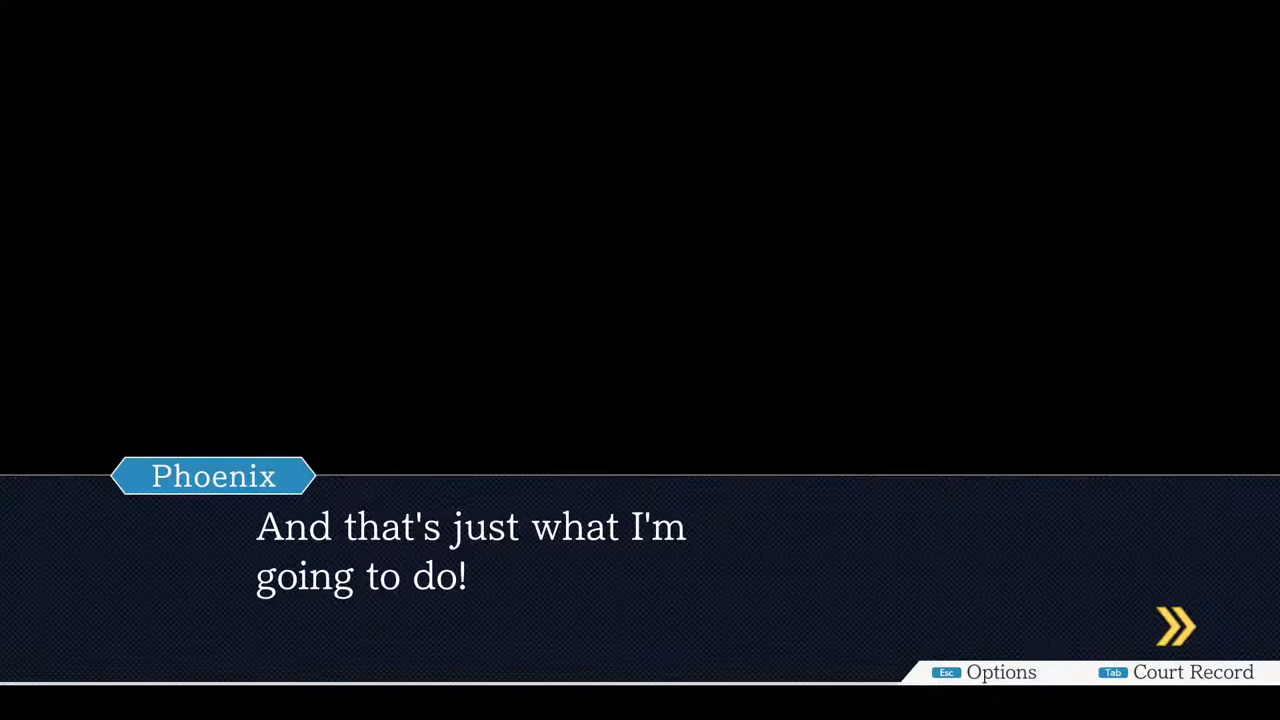 Phoenix
And that's just what I'm
going to do!
Esc Options Tab Court Record